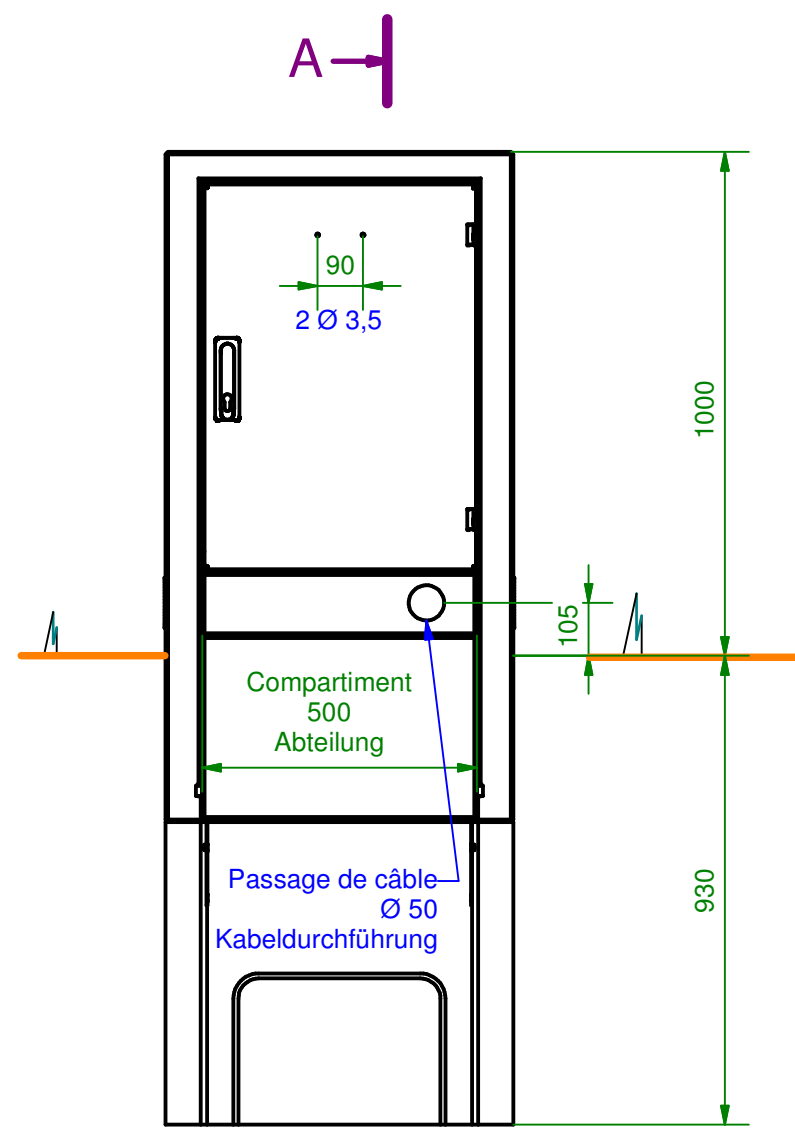 A
90
2 Ø 3,5
1000
105
Compartiment
500
Abteilung
930
Passage de câble
Ø 50
Kabeldurchführung